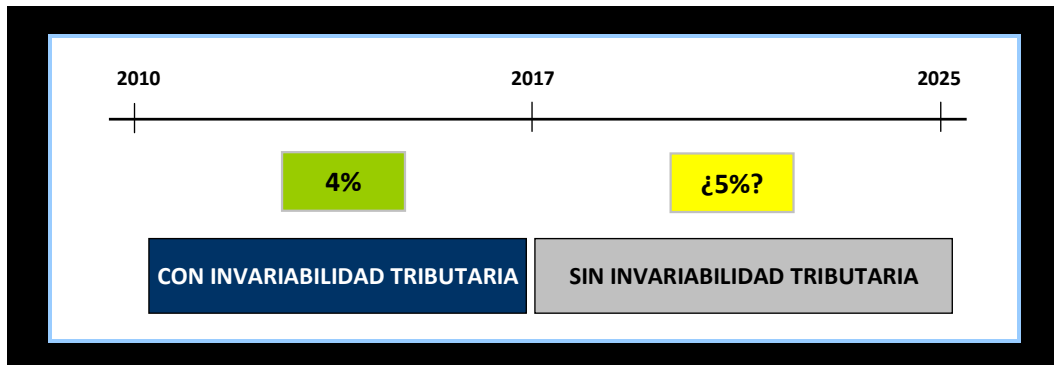 2010 2017 2025
4% ¿5%?
CON INVARIABILIDAD TRIBUTARIA SIN INVARIABILIDAD TRIBUTARIA